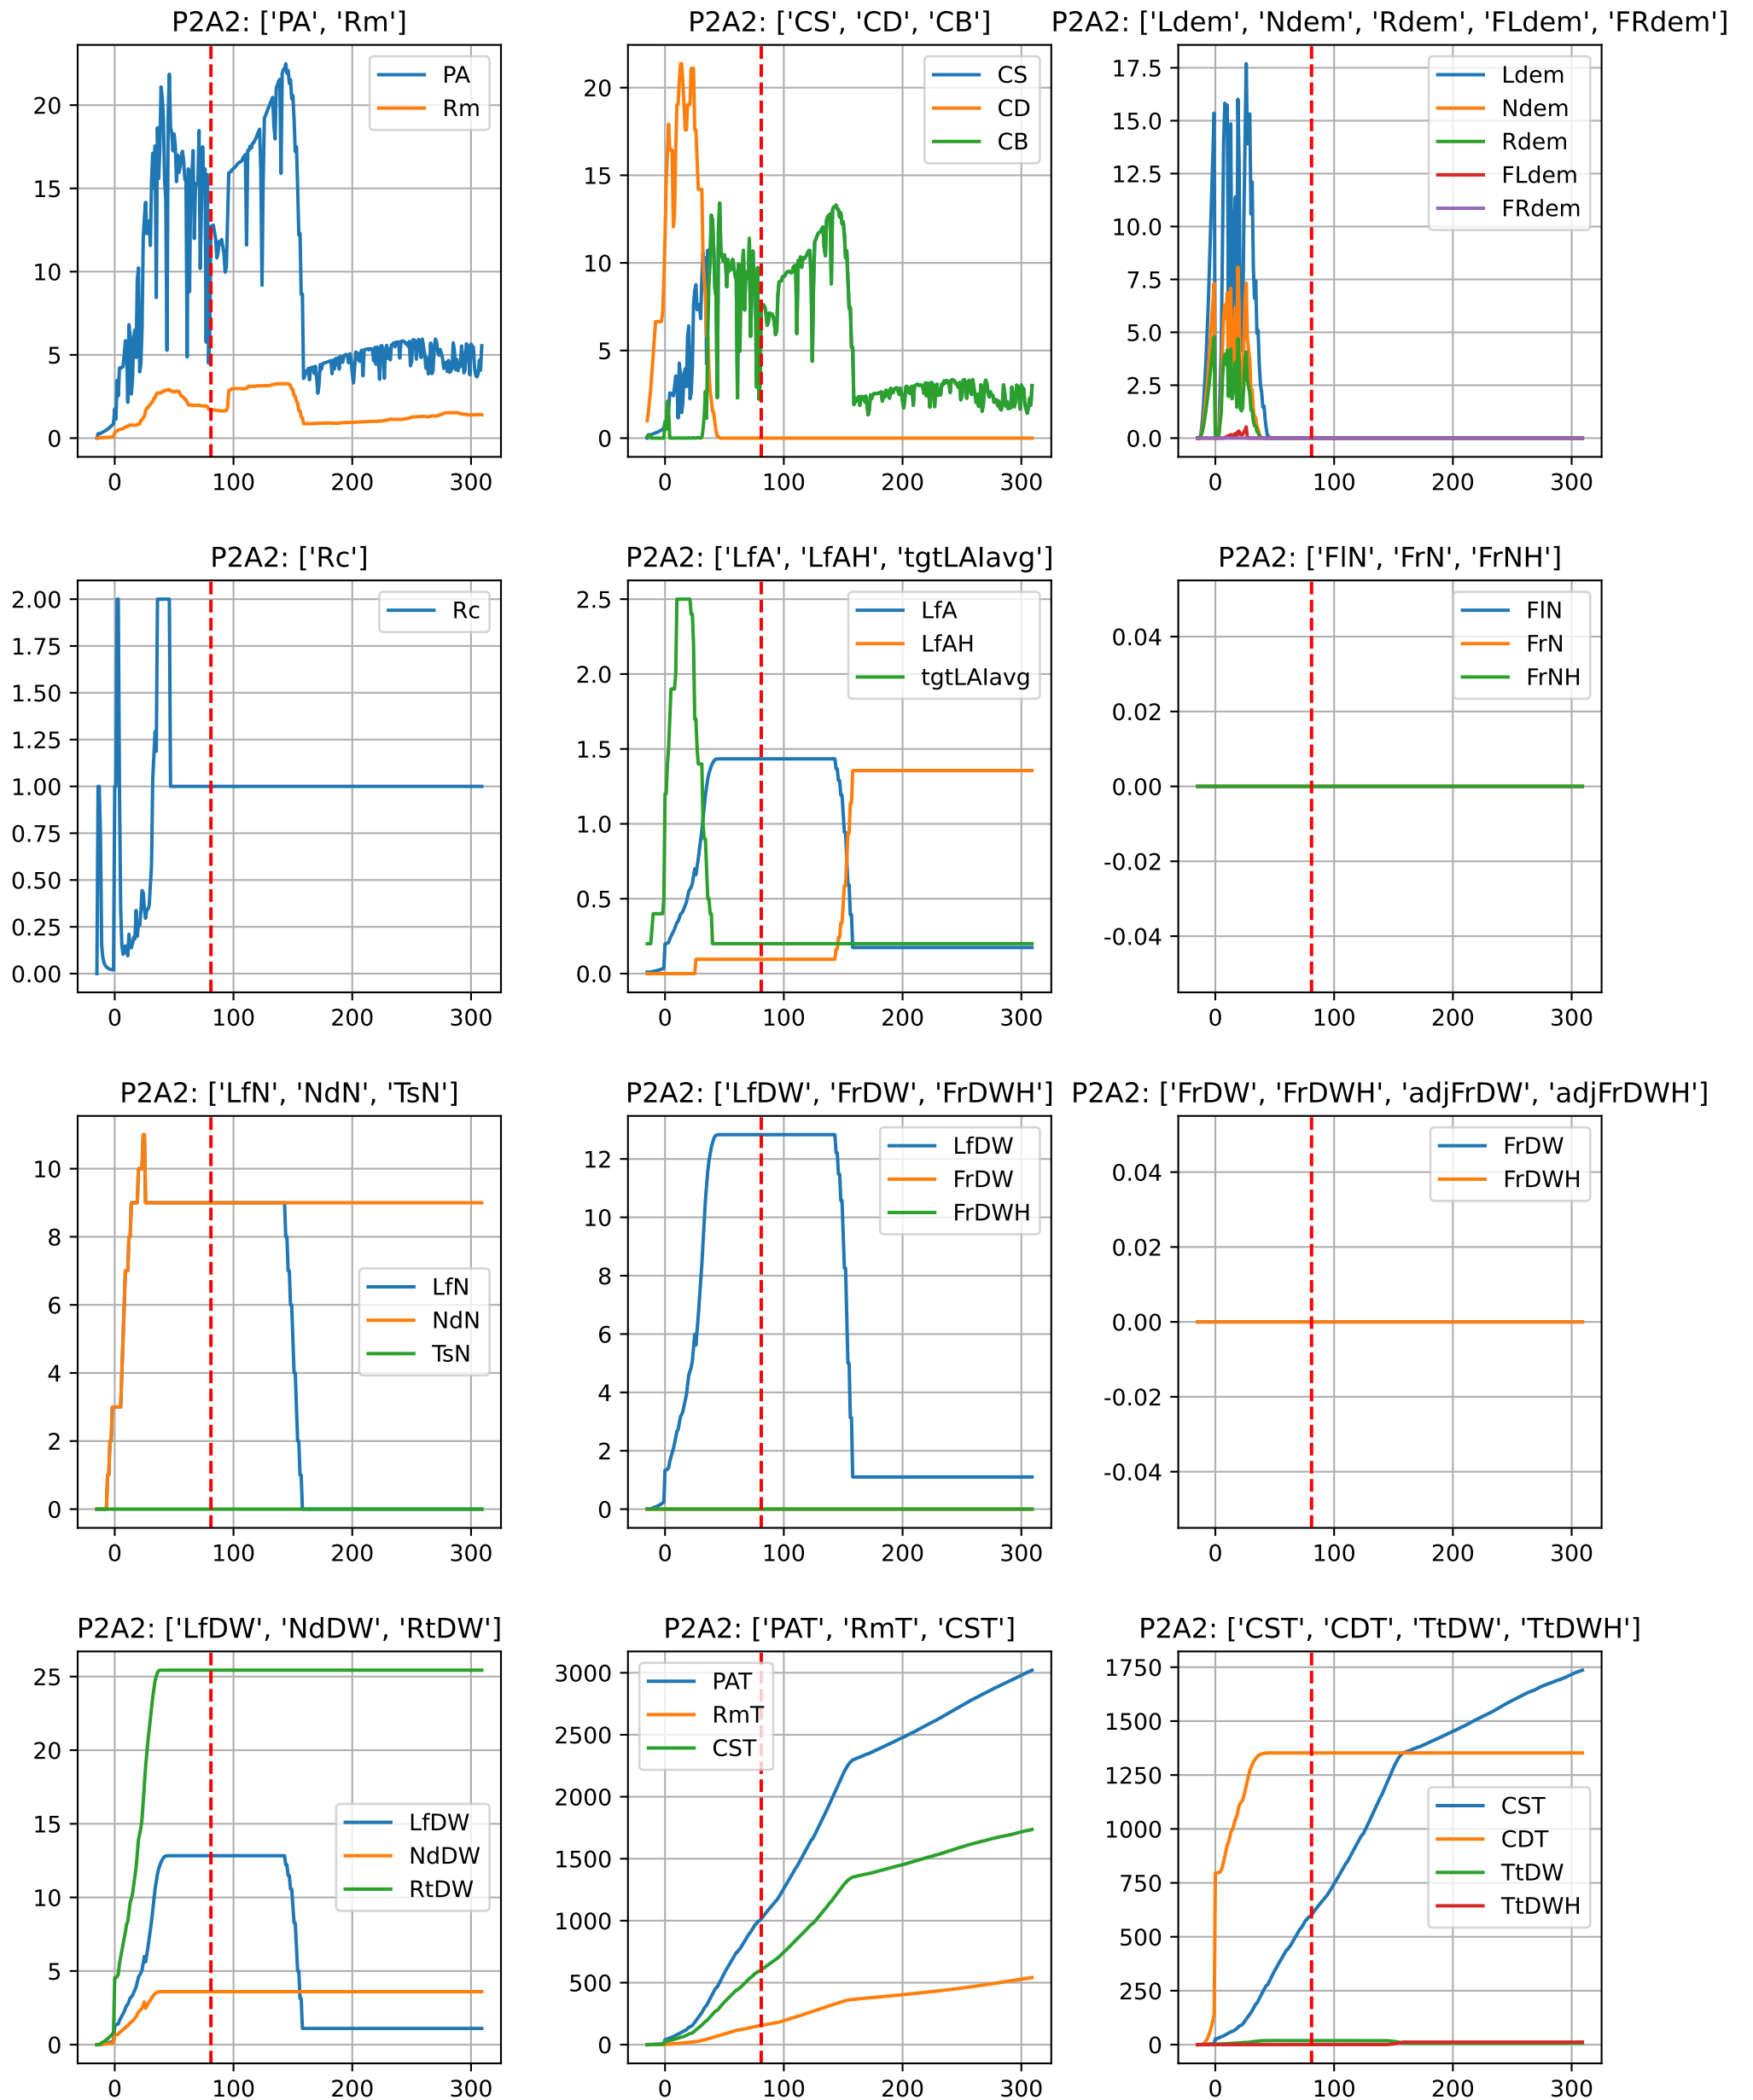 P2A2: ['PA', 'Rm'] P2A2: ['CS', 'CD', 'CB'] P2A2: ['Ldem', 'Ndem', 'Rdem', 'FLdem', 'FRdem']
PA
Rm
20
15
10
5
0
0 100 200 300
CS
CD
CB
20
15
10
5
0
0 100 200 300
Ldem
Ndem
Rdem
FLdem
FRdem
17.5
15.0
12.5
10.0
7.5
5.0
2.5
0.0
0 100 200 300
P2A2: ['Rc'] P2A2: ['LfA', 'LfAH', 'tgtLAIavg'] P2A2: ['FlN', 'FrN', 'FrNH']
Rc
2.00
1.75
1.50
1.25
1.00
0.75
0.50
0.25
0.00
0 100 200 300
LfA
LfAH
tgtLAIavg
2.5
2.0
1.5
1.0
0.5
0.0
0 100 200 300
FlN
FrN
FrNH
0.04
0.02
0.00
-0.02
-0.04
0 100 200 300
P2A2: ['LfN', 'NdN', 'TsN'] P2A2: ['LfDW', 'FrDW', 'FrDWH'] P2A2: ['FrDW', 'FrDWH', 'adjFrDW', 'adjFrDWH']
LfN
NdN
TsN
10
8
6
4
2
0
0 100 200 300
LfDW
FrDW
FrDWH
12
10
8
6
4
2
0
0 100 200 300
FrDW
FrDWH
0.04
0.02
0.00
-0.02
-0.04
0 100 200 300
P2A2: ['LfDW', 'NdDW', 'RtDW'] P2A2: ['PAT', 'RmT', 'CST'] P2A2: ['CST', 'CDT', 'TtDW', 'TtDWH']
LfDW
NdDW
RtDW
25
20
15
10
5
0
0 100 200 300
PAT
RmT
CST
3000
2500
2000
1500
1000
500
0
0 100 200 300
CST
CDT
TtDW
TtDWH
1750
1500
1250
1000
750
500
250
0
0 100 200 300